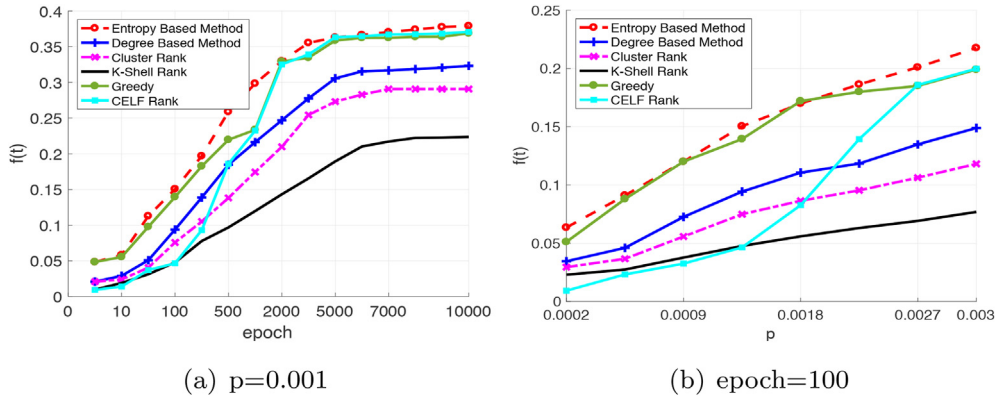 0.4
0.35
0.3
0.25
0.2
0.15
0.1
0.05
0
f(t)
Entropy Based Method
Degree Based Method
Cluster Rank
K-Shell Rank
Greedy
CELF Rank
0 10 100 500 2000 5000 7000 10000
epoch
(a) p=0.001
0.25
0.2
0.15
0.1
0.05
0
f(t)
Entropy Based Method
Degree Based Method
Cluster Rank
K-Shell Rank
Greedy
CELF Rank
0.0002 0.0009 0.0018 0.0027 0.003
p
(b) epoch=100